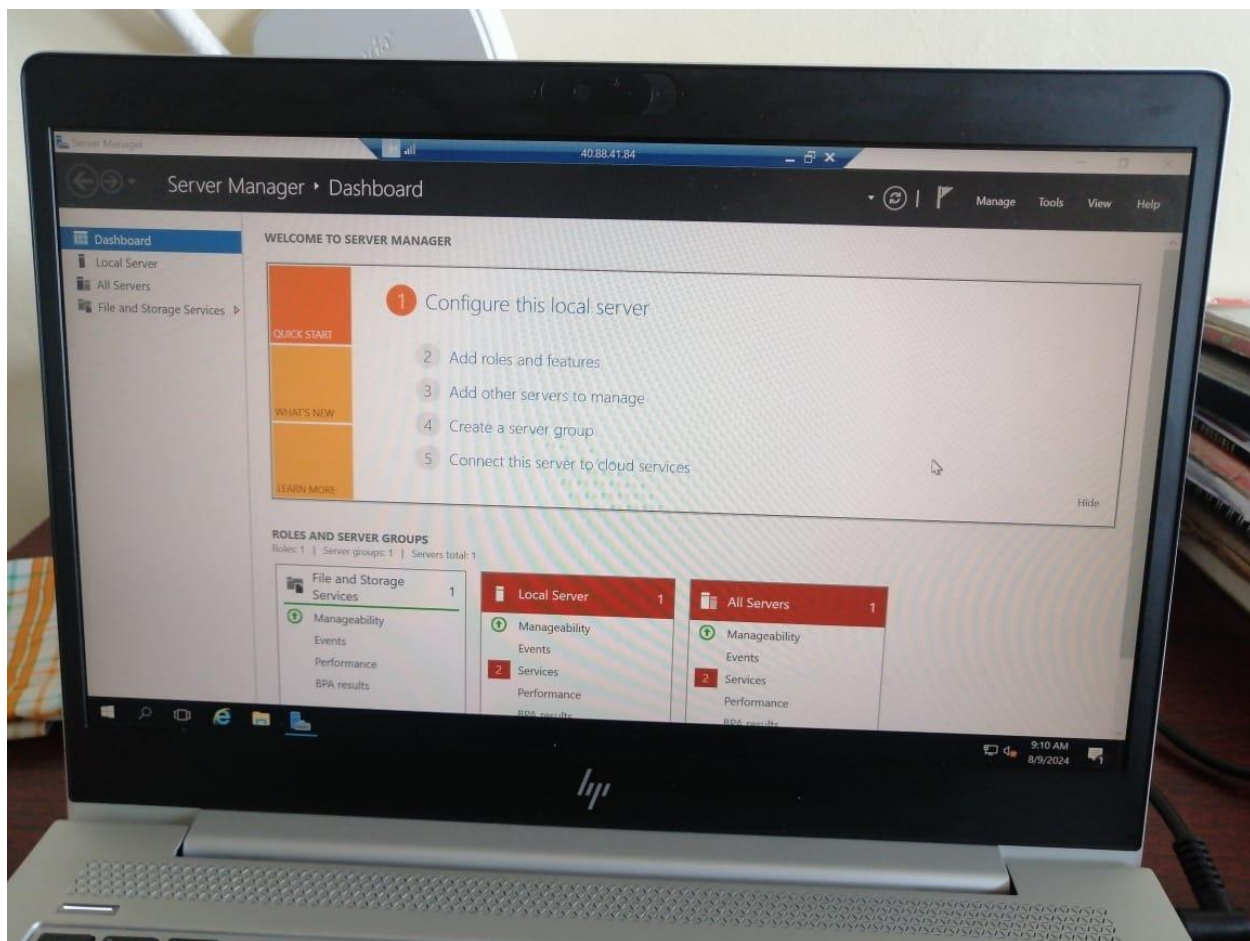 Server Manager
40.88.41.84
Server Manager • Dashboard
Manage Tools View Help
Dashboard
Local Server
All Servers
File and Storage Services
WELCOME TO SERVER MANAGER
QUICK START
WHAT'S NEW
LEARN MORE
1 Configure this local server
2 Add roles and features
3 Add other servers to manage
4 Create a server group
5 Connect this server to cloud services
Hide
ROLES AND SERVER GROUPS
Roles: 1 | Server groups: 1 | Servers total: 1
File and Storage
Services 1
Manageability
Events
Performance
BPA results
Local Server 1
Manageability
Events
2 Services
Performance
BPA results
All Servers 1
Manageability
Events
2 Services
Performance
BPA results
9:10 AM
8/9/2024
1
hp